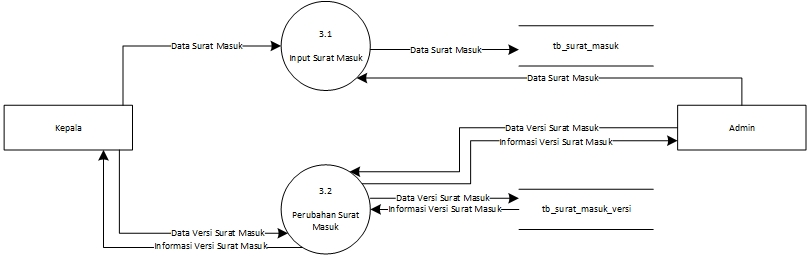 3.1
Input Surat Masuk
Data Surat Masuk
Data Surat Masuk
tb_surat_masuk
Data Surat Masuk
Kepala
Admin
Data Versi Surat Masuk
Informasi Versi Surat Masuk
3.2
Perubahan Surat
Masuk
Data Versi Surat Masuk
Informasi Versi Surat Masuk
tb_surat_masuk_versi
Data Versi Surat Masuk
Informasi Versi Surat Masuk